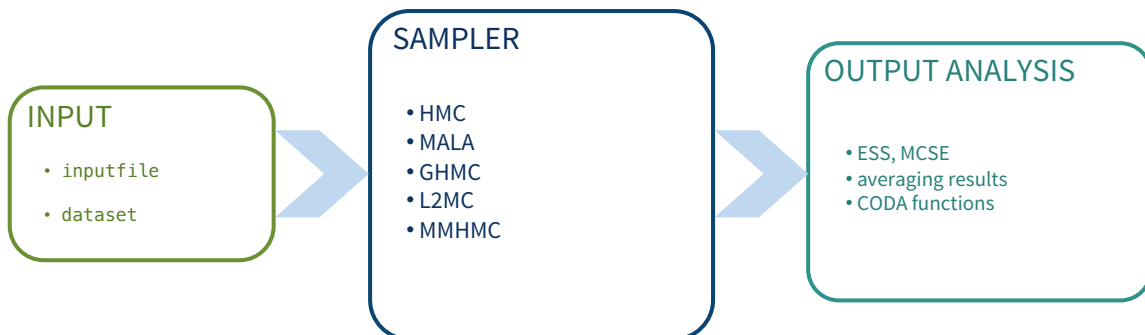 INPUT
• inputfile
• dataset
SAMPLER
• HMC
• MALA
• GHMC
• L2MC
• MMHMC
OUTPUT ANALYSIS
• ESS, MCSE
• averaging results
• CODA functions